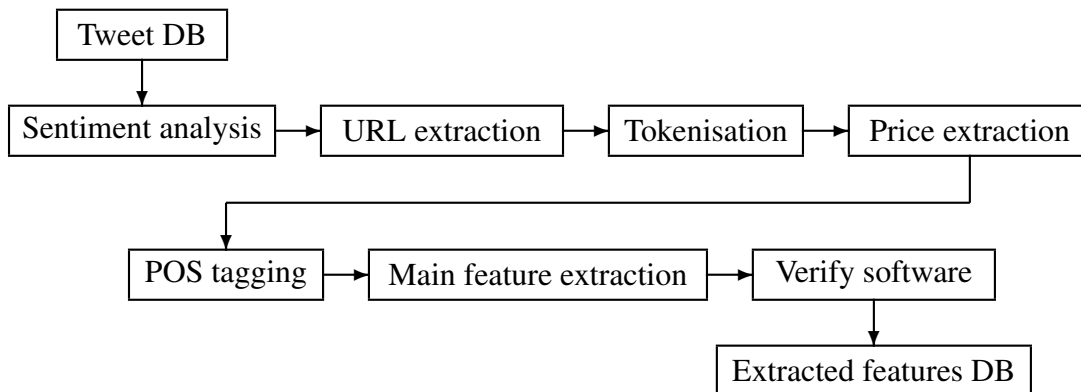 Tweet DB
Sentiment analysis
URL extraction
Tokenisation
Price extraction
POS tagging
Main feature extraction
Verify software
Extracted features DB